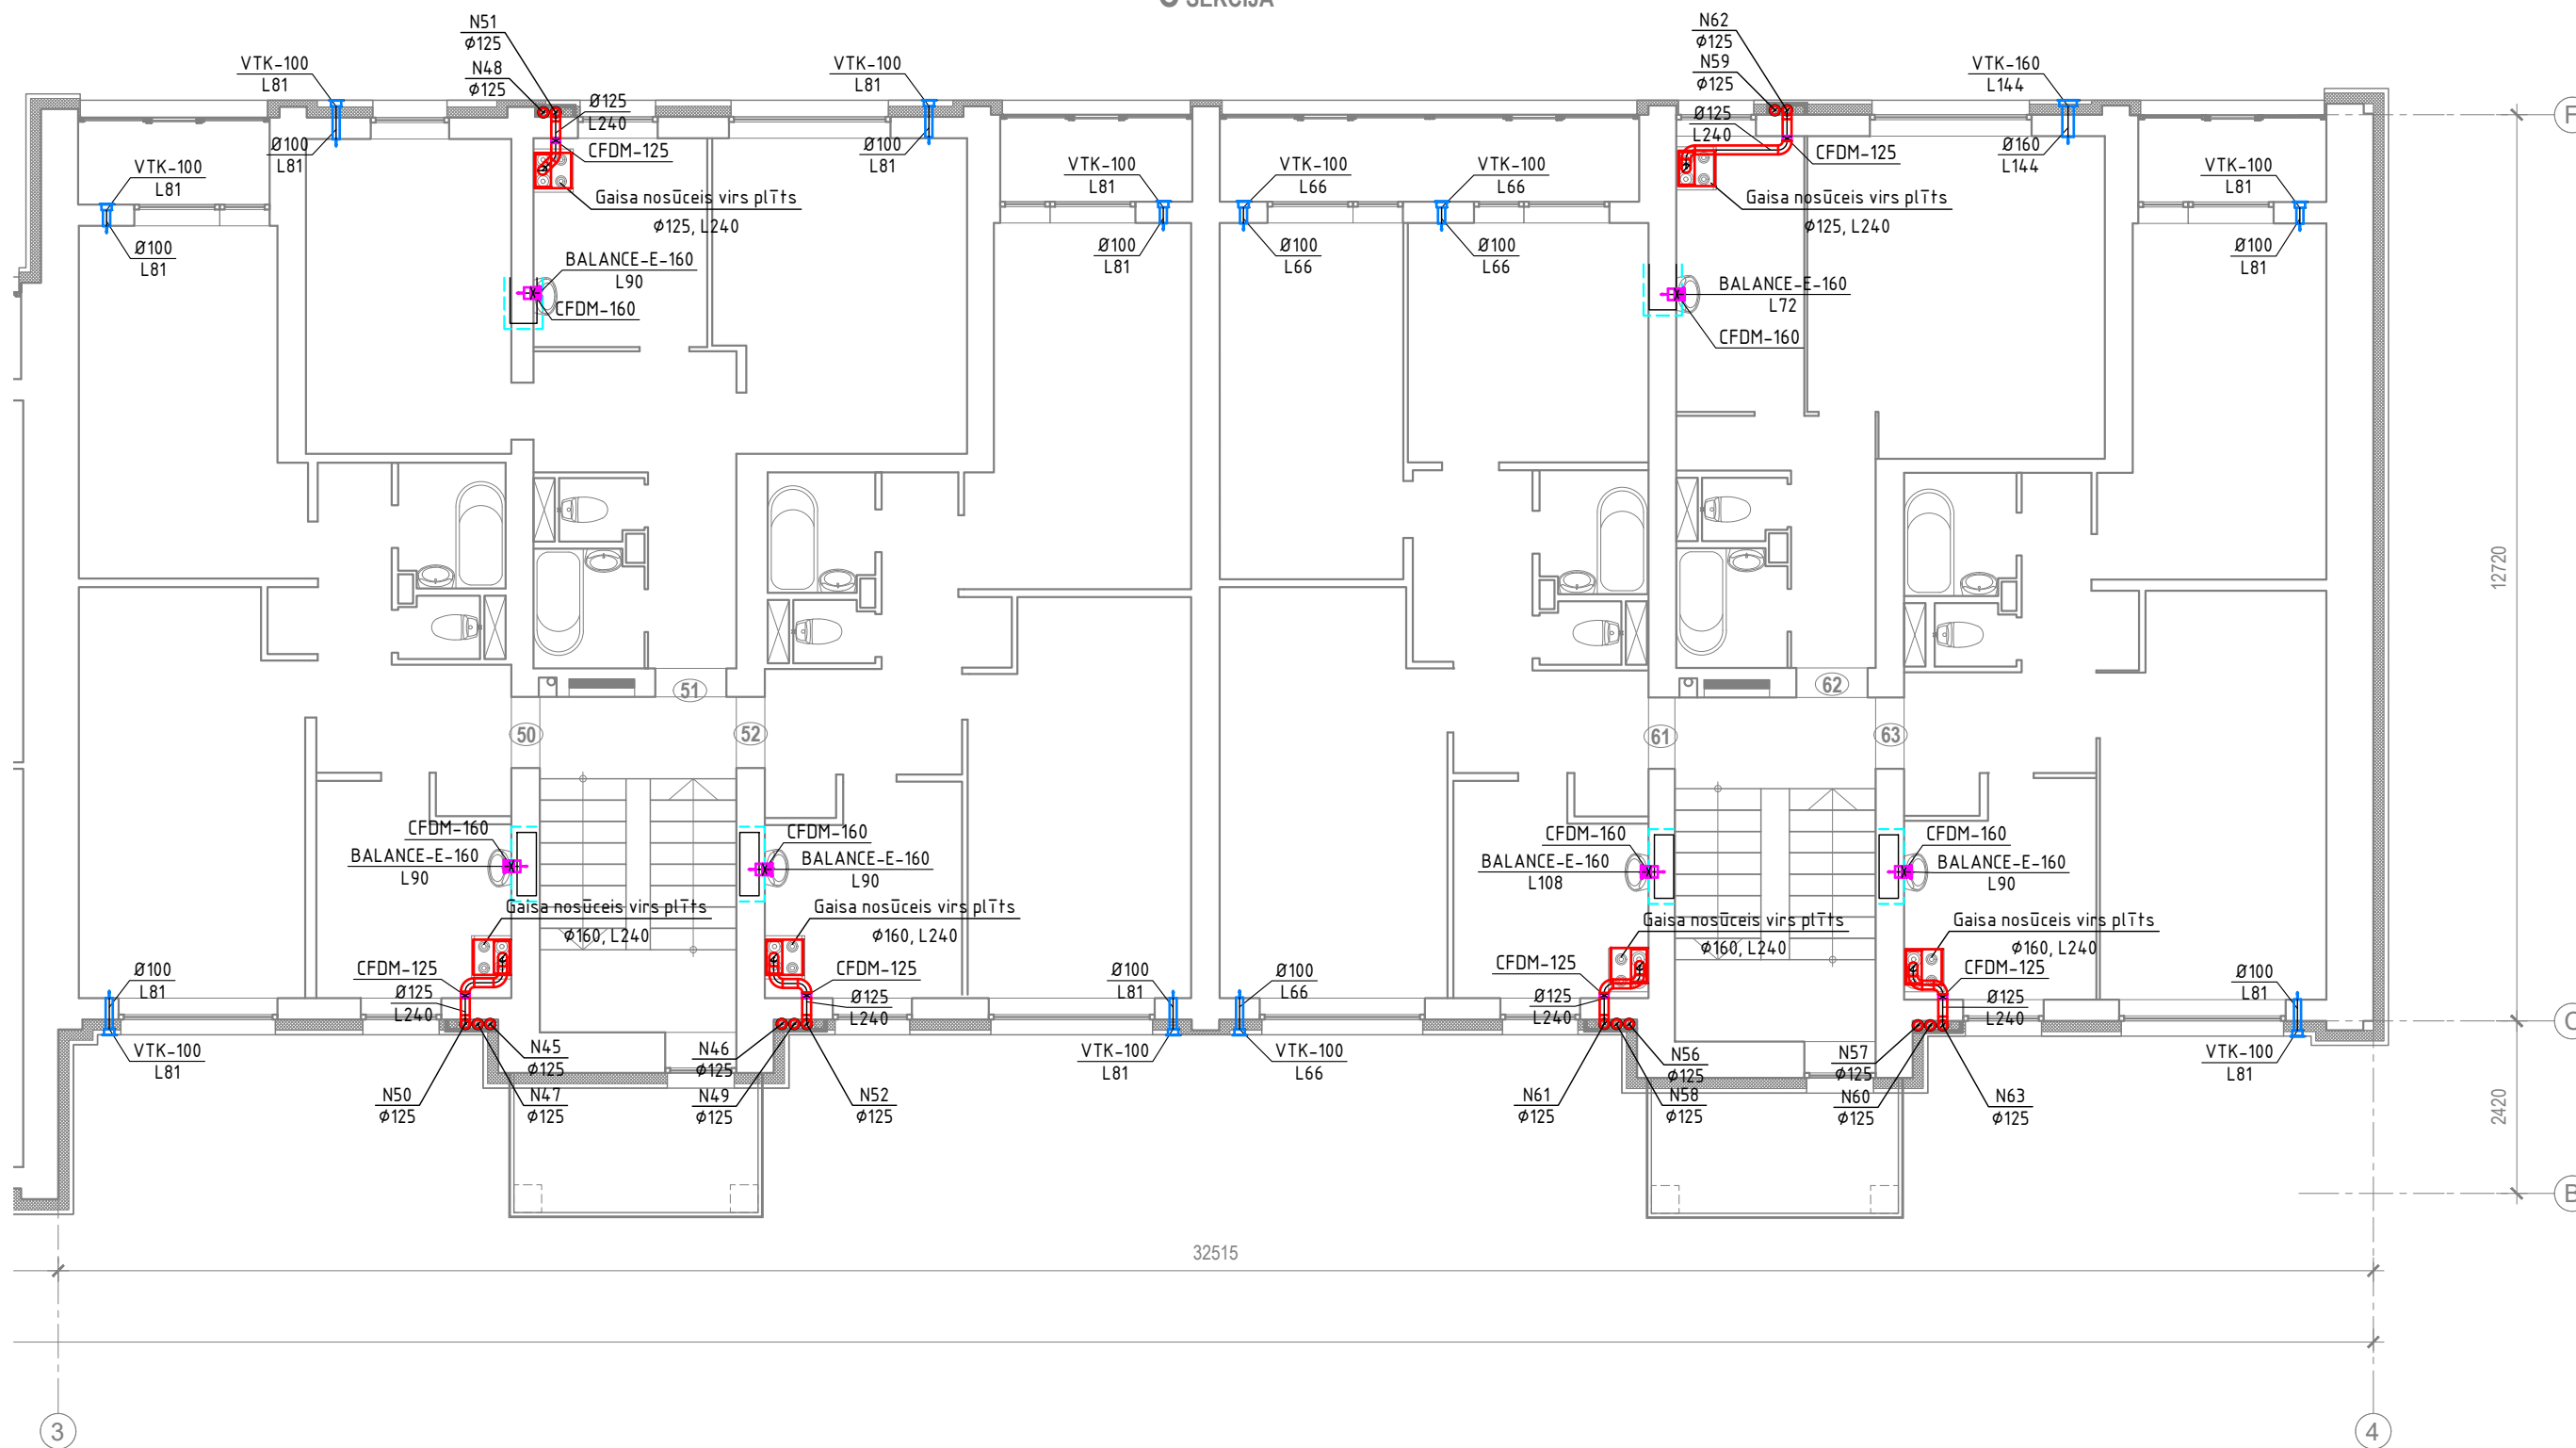 SEKCIJA
N51
ϕ125
N62
ϕ125
VTK-100
L81
N48
ϕ125
VTK-100
L81
N59
ϕ125
VTK-160
L144
F
Ø125
L240
Ø125
L240
Ø100
L81
CFDM-125
Ø100
L81
CFDM-125
Ø160
L144
VTK-100
L81
VTK-100
L81
VTK-100
L66
VTK-100
L66
VTK-100
L81
Gaisa nosūceis virs plīts
ϕ125, L240
Gaisa nosūceis virs plīts
ϕ125, L240
Ø100
L81
Ø100
L81
Ø100
L66
Ø100
L66
Ø100
L81
BALANCE-E-160
L90
CFDM-160
BALANCE-E-160
L72
CFDM-160
12720
51
62
50
52
61
63
CFDM-160
BALANCE-E-160
L90
CFDM-160
BALANCE-E-160
L90
CFDM-160
BALANCE-E-160
L108
CFDM-160
BALANCE-E-160
L90
Gaisa nosūceis virs plīts
ϕ160, L240
Gaisa nosūceis virs plīts
ϕ160, L240
Gaisa nosūceis virs plīts
ϕ160, L240
Gaisa nosūceis virs plīts
ϕ160, L240
Ø100
L81
CFDM-125
Ø125
L240
CFDM-125
Ø125
L240
Ø100
L81
Ø100
L66
CFDM-125
Ø125
L240
CFDM-125
Ø125
L240
Ø100
L81
C
VTK-100
L81
N45
ϕ125
N46
ϕ125
VTK-100
L81
VTK-100
L66
N56
ϕ125
N57
ϕ125
VTK-100
L81
N50
ϕ125
N47
ϕ125
N49
ϕ125
N52
ϕ125
N61
ϕ125
N58
ϕ125
N60
ϕ125
N63
ϕ125
2420
B
32515
3
4